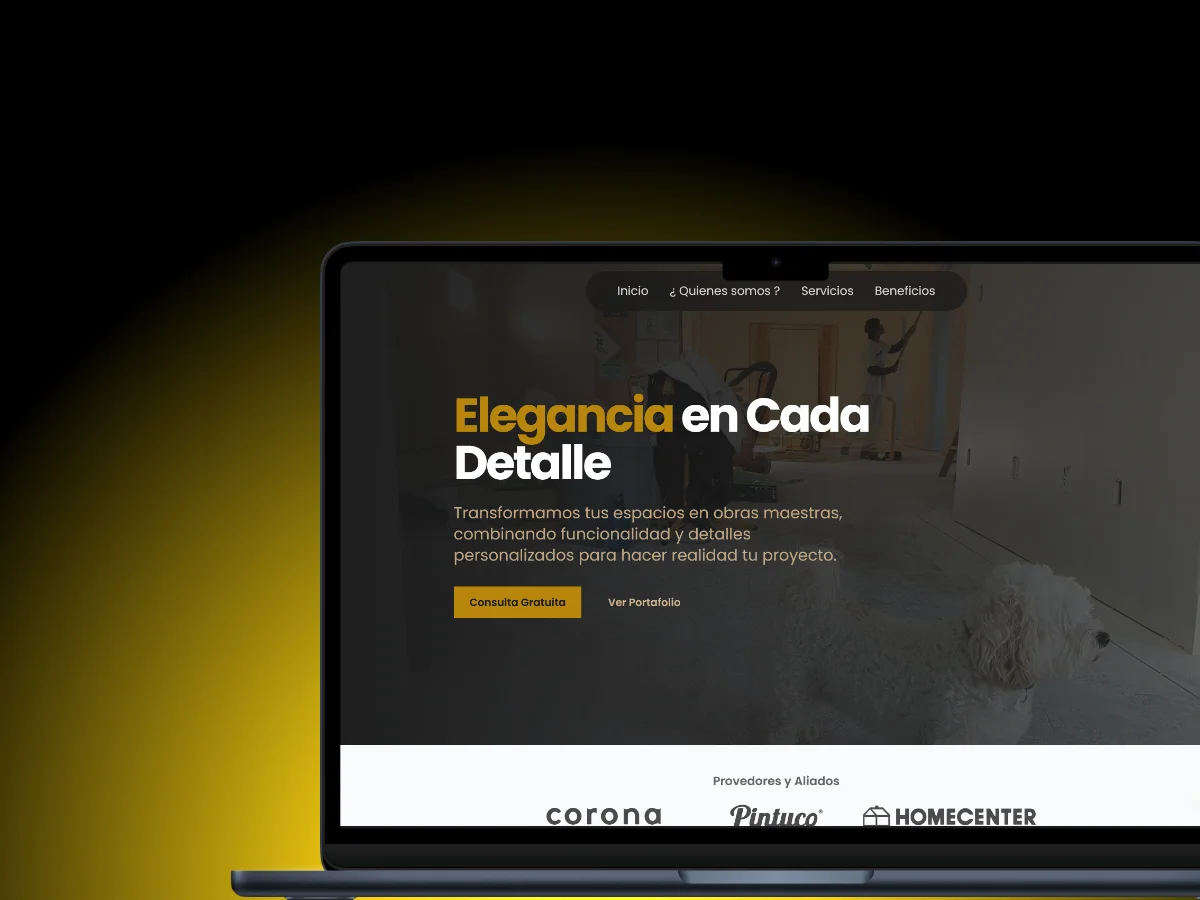 Inicio ¿ Quienes somos ? Servicios Beneficios
Elegancia en Cada
Detalle
Transformamos tus espacios en obras maestras,
combinando funcionalidad y detalles
personalizados para hacer realidad tu proyecto.
Consulta Gratuita Ver Portafolio
Provedores y Aliados
corona Pintuco® HOMECENTER